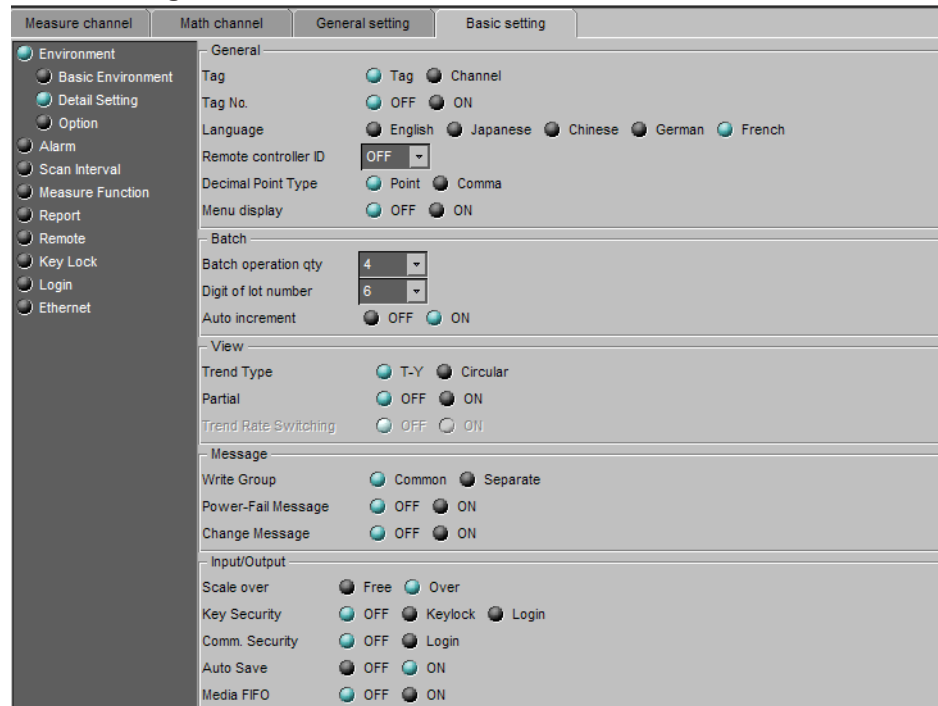 Measure channel Math channel General setting Basic setting
Environment
Basic Environment
Detail Setting
Option
Alarm
Scan Interval
Measure Function
Report
Remote
Key Lock
Login
Ethernet
General
Tag Tag Channel
Tag No. OFF ON
Language English Japanese Chinese German French
Remote controller ID OFF
Decimal Point Type Point Comma
Menu display OFF ON
Batch
Batch operation qty 4
Digit of lot number 6
Auto increment OFF ON
View
Trend Type T-Y Circular
Partial OFF ON
Trend Rate Switching OFF ON
Message
Write Group Common Separate
Power-Fail Message OFF ON
Change Message OFF ON
Input/Output
Scale over Free Over
Key Security OFF Keylock Login
Comm. Security OFF Login
Auto Save OFF ON
Media FIFO OFF ON